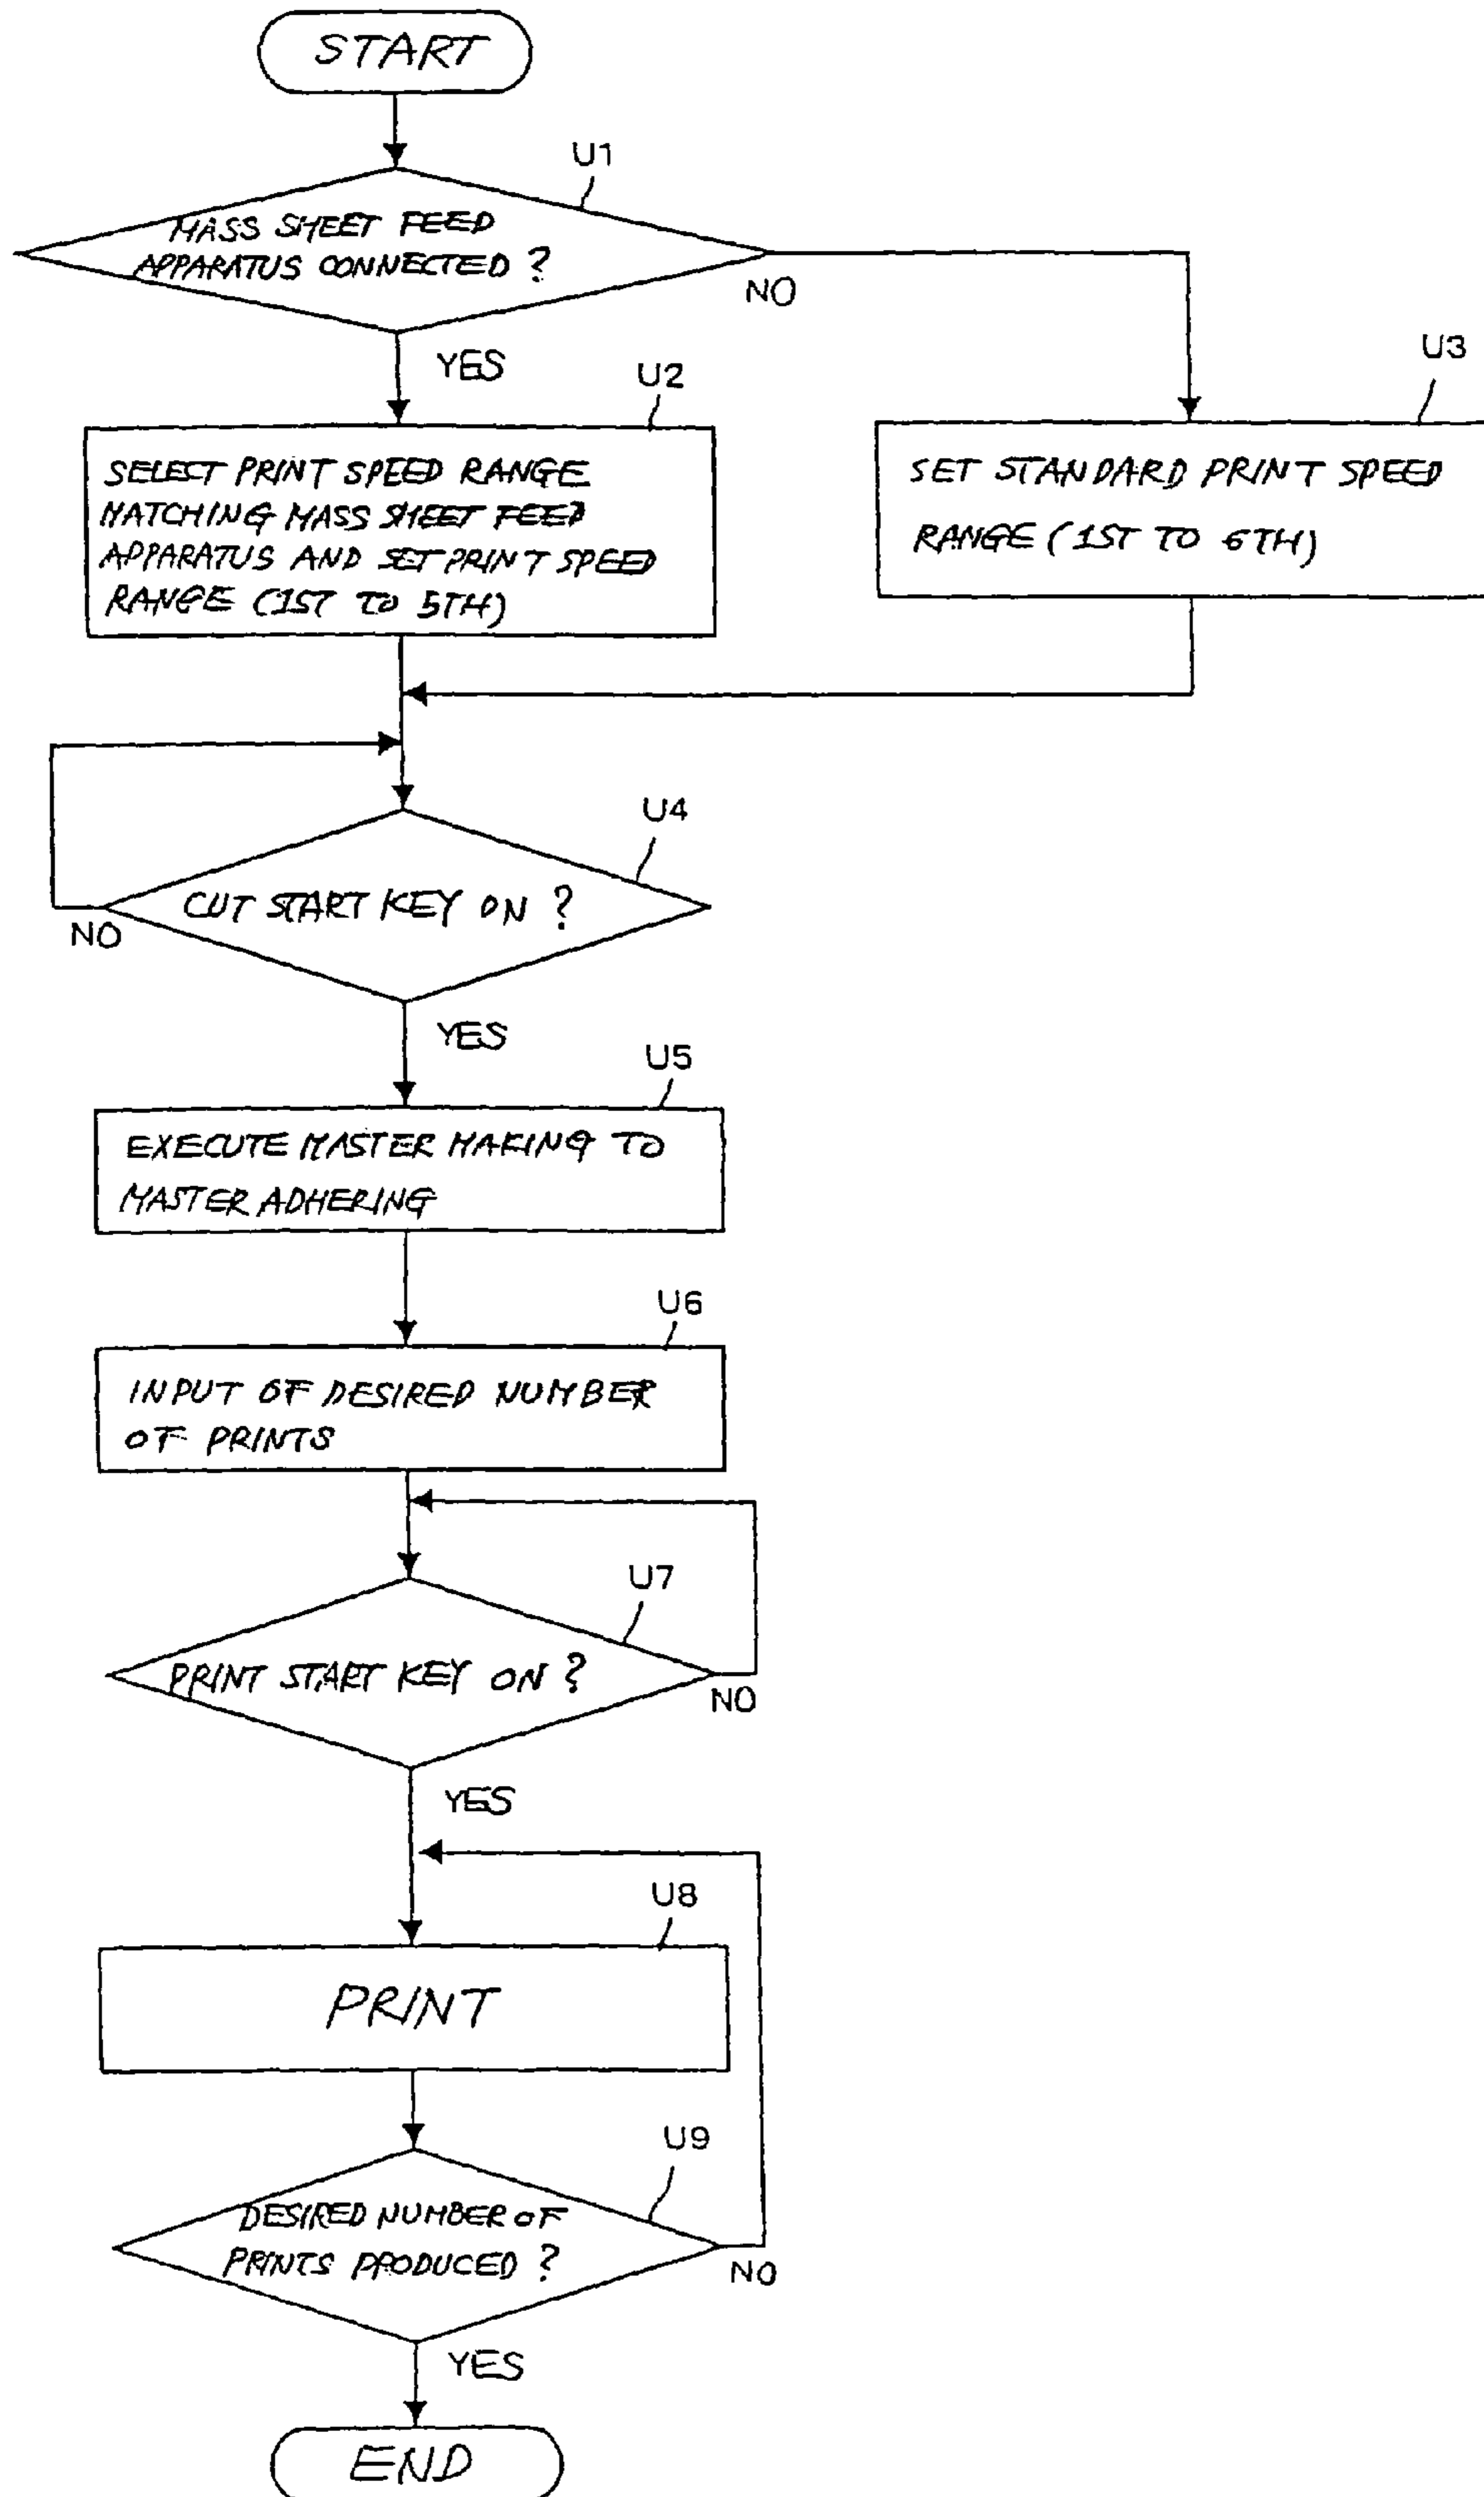 START
U1
MASS SHEET FEED
APPARATUS CONNECTED ?
NO
YES
U2
U3
SELECT PRINT SPEED RANGE
MATCHING MASS SHEET FEED
APPARATUS AND SET PRINT SPEED
RANGE (1ST TO 5TH)
SET STANDARD PRINT SPEED
RANGE (1ST TO 6TH)
U4
CUT START KEY ON ?
NO
YES
U5
EXECUTE MASTER MAKING TO
MASTER ADHERING
U6
INPUT OF DESIRED NUMBER
OF PRINTS
U7
PRINT START KEY ON ?
NO
YES
U8
PRINT
U9
DESIRED NUMBER OF
PRINTS PRODUCED ?
NO
YES
END